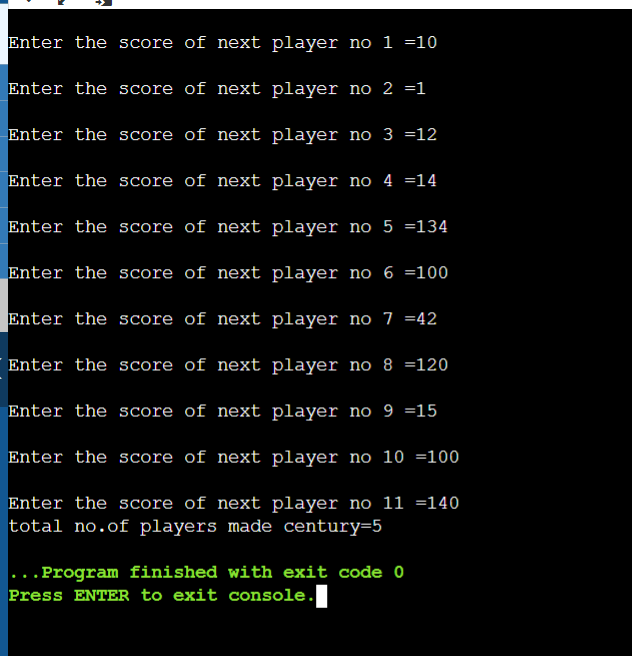 Enter the score of next player no 1 =10
Enter the score of next player no 2 =1
Enter the score of next player no 3 =12
Enter the score of next player no 4 =14
Enter the score of next player no 5 =134
Enter the score of next player no 6 =100
Enter the score of next player no 7 =42
Enter the score of next player no 8 =120
Enter the score of next player no 9 =15
Enter the score of next player no 10 =100
Enter the score of next player no 11 =140
total no.of players made century=5
...Program finished with exit code 0
Press ENTER to exit console.